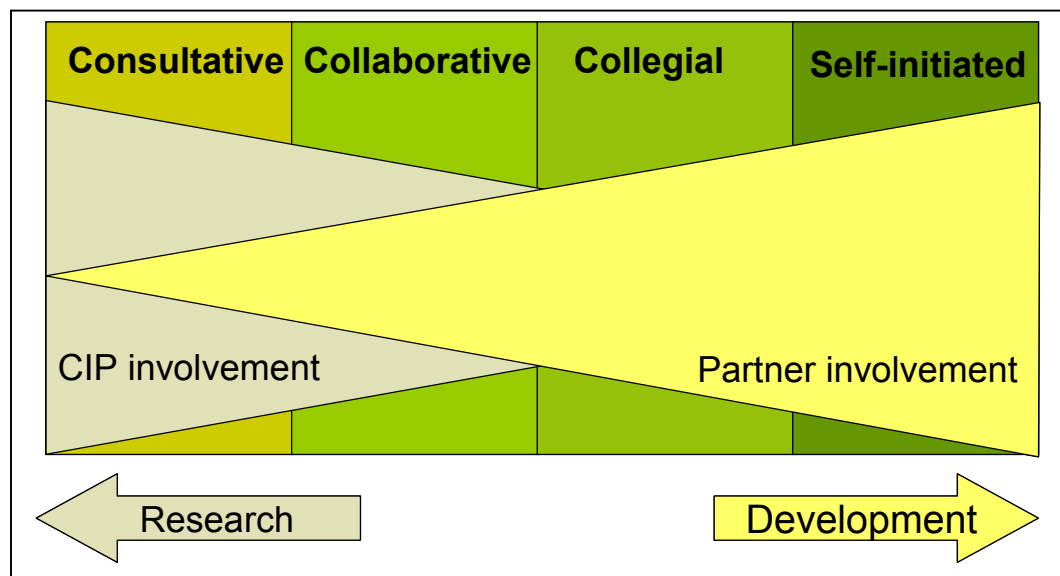 Consultative
Collaborative
Collegial
Self-initiated
CIP involvement
Partner involvement
Research
Development